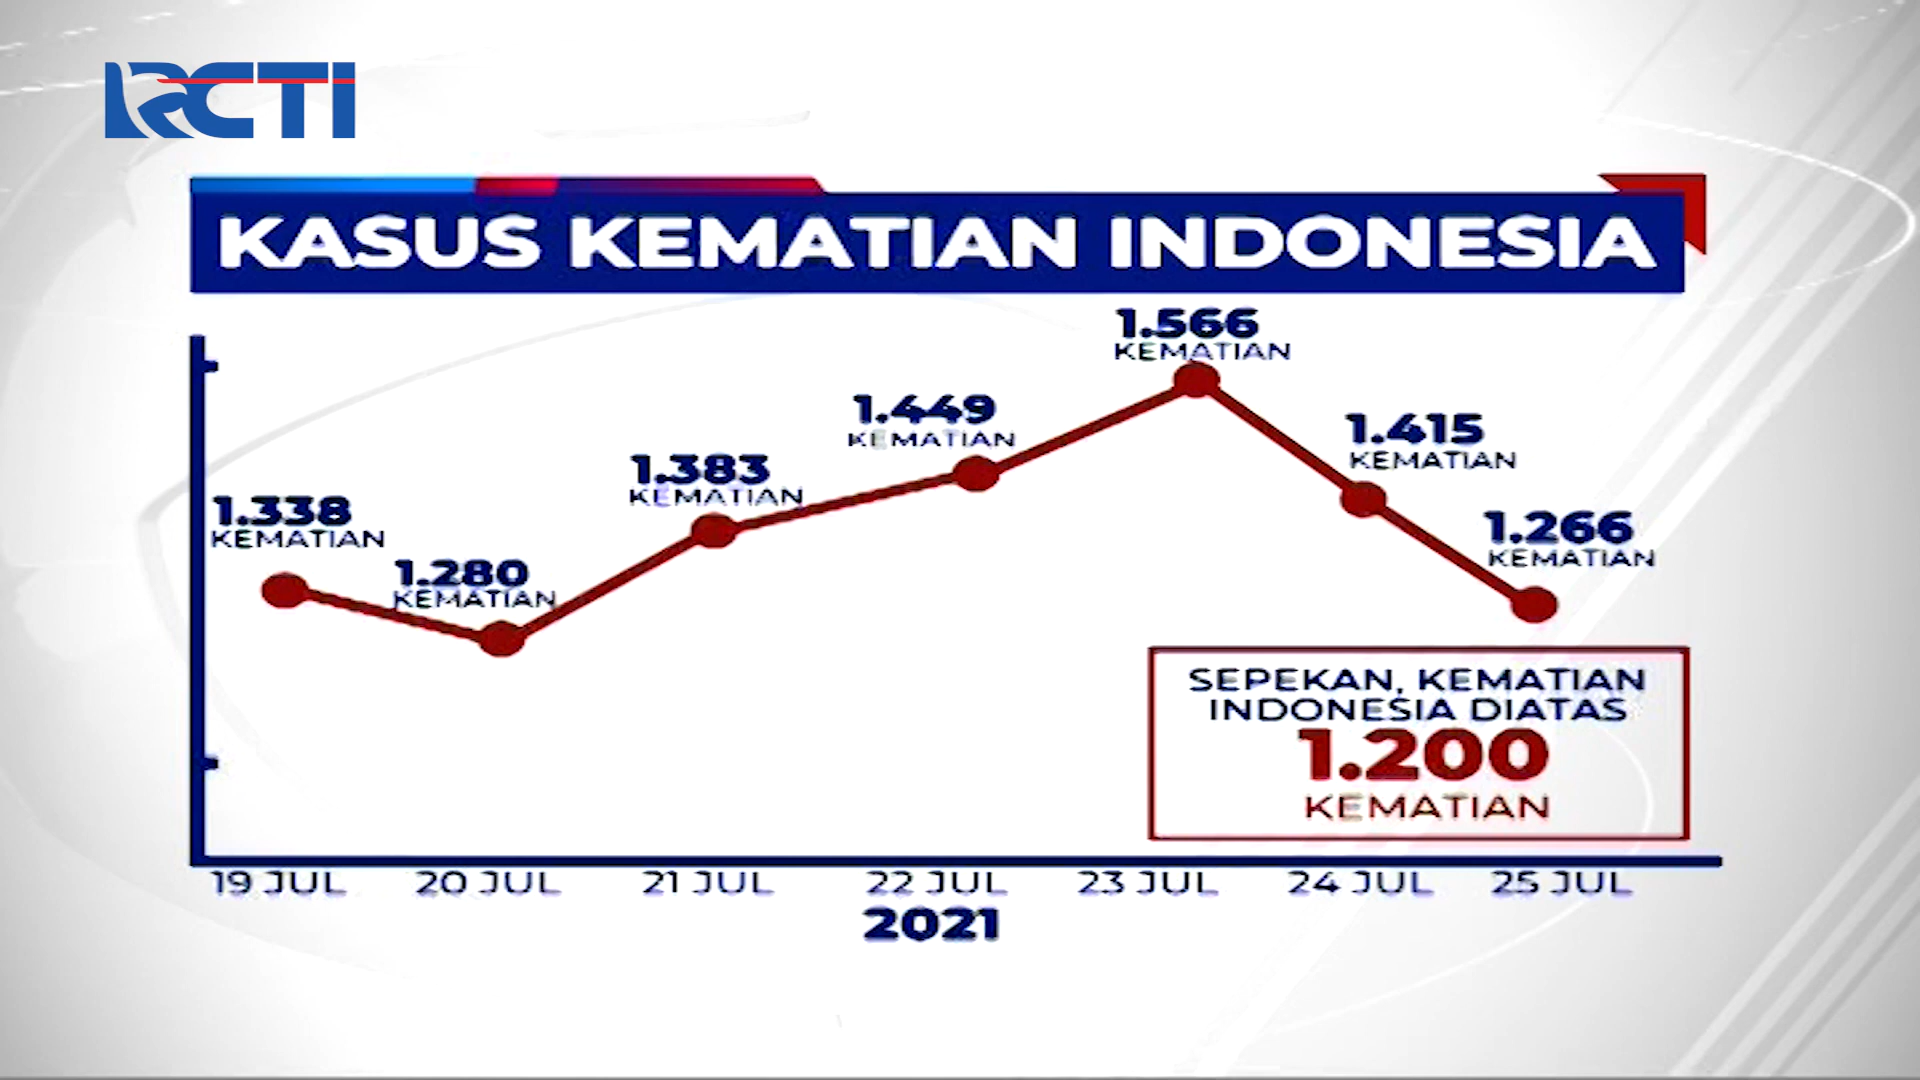 RCTI
KASUS KEMATIAN INDONESIA
1.566
KEMATIAN
1.449
KEMATIAN
1.415
KEMATIAN
1.383
KEMATIAN
1.338
KEMATIAN
1.266
KEMATIAN
1.280
KEMATIAN
SEPEKAN, KEMATIAN
INDONESIA DIATAS
1.200
KEMATIAN
19 JUL 20 JUL 21 JUL 22 JUL 23 JUL 24 JUL 25 JUL
2021